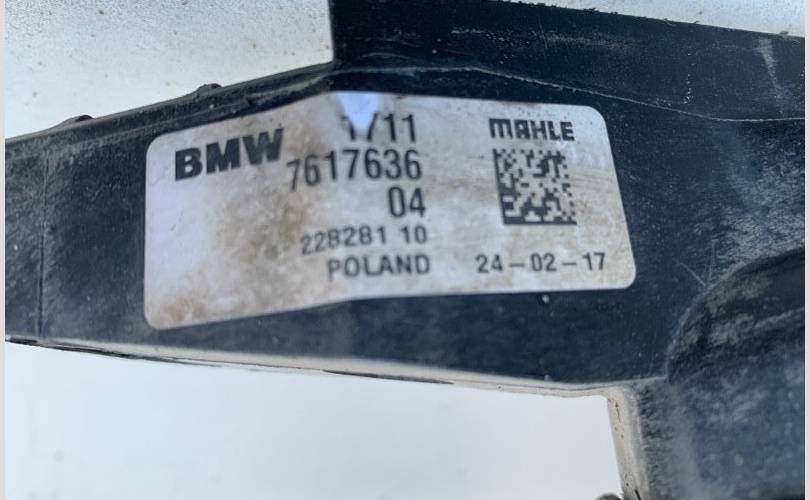 BMW 1711
7617636
04
228281 10
POLAND
MAHLE
24-02-17